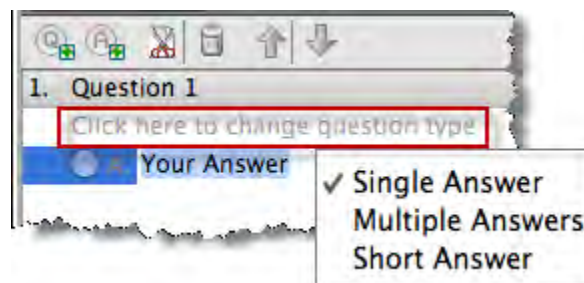 1. Question 1
Click here to change question type
Your Answer
✓ Single Answer
Multiple Answers
Short Answer